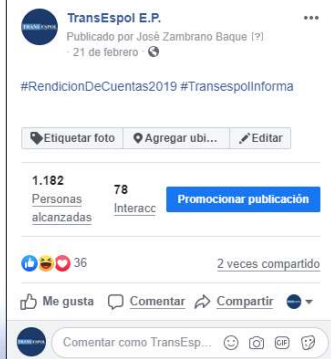 TransEspol E.P.
Publicado por José Zambrano Baque [?]
· 21 de febrero ·
#RendicionDeCuentas2019 #TransespolInforma
Etiquetar foto
Agregar ubi...
Editar
1.182
Personas
alcanzadas
78
Interacc
Promocionar publicación
36
2 veces compartido
Me gusta
Comentar
Compartir
Comentar como TransEsp...
GIF